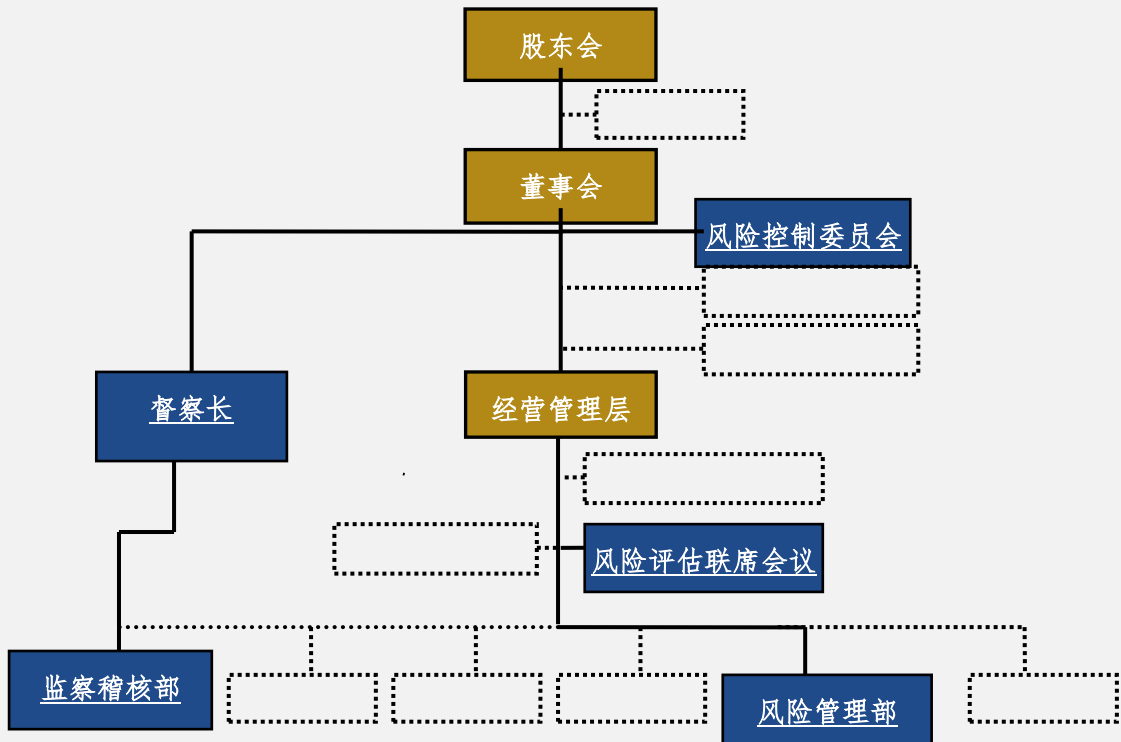 股东会
董事会
风险控制委员会
督察长
经营管理层
风险评估联席会议
监察稽核部
风险管理部